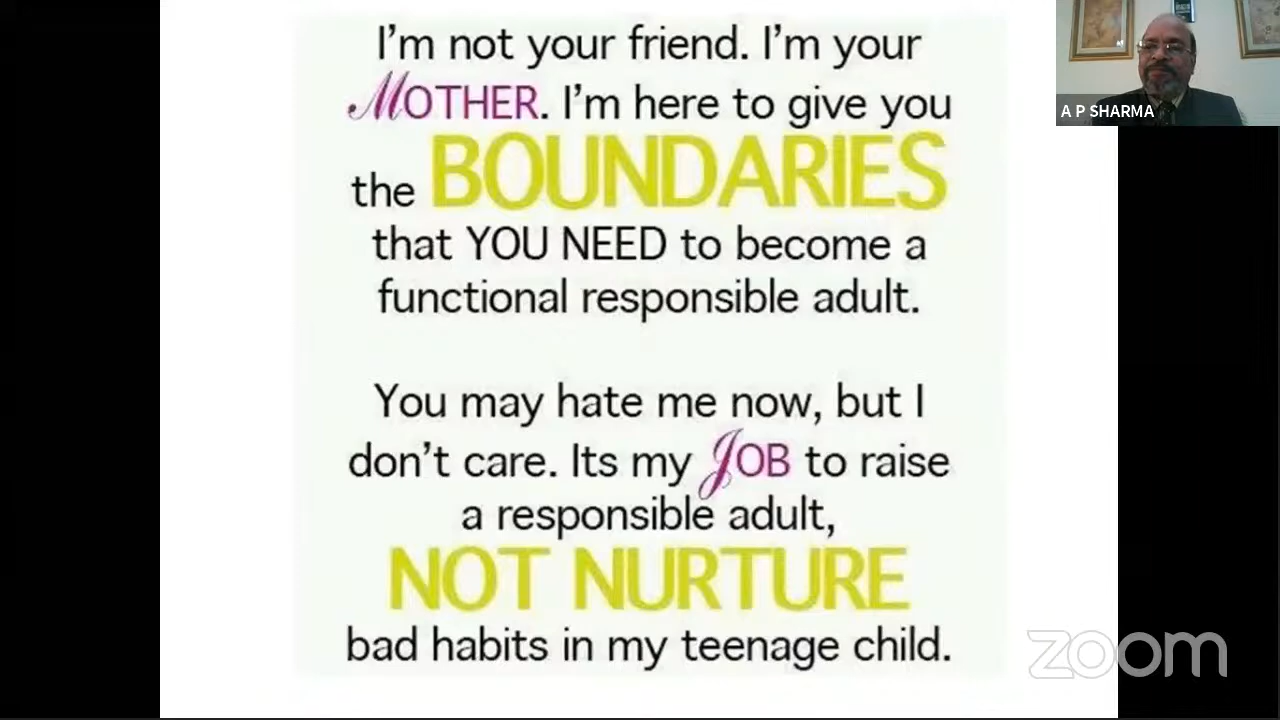 I'm not your friend. I'm your
MOTHER. I'm here to give you
the BOUNDARIES
that YOU NEED to become a
functional responsible adult.
You may hate me now, but I
don't care. Its my JOB to raise
a responsible adult,
NOT NURTURE
bad habits in my teenage child.
A P SHARMA
zoom